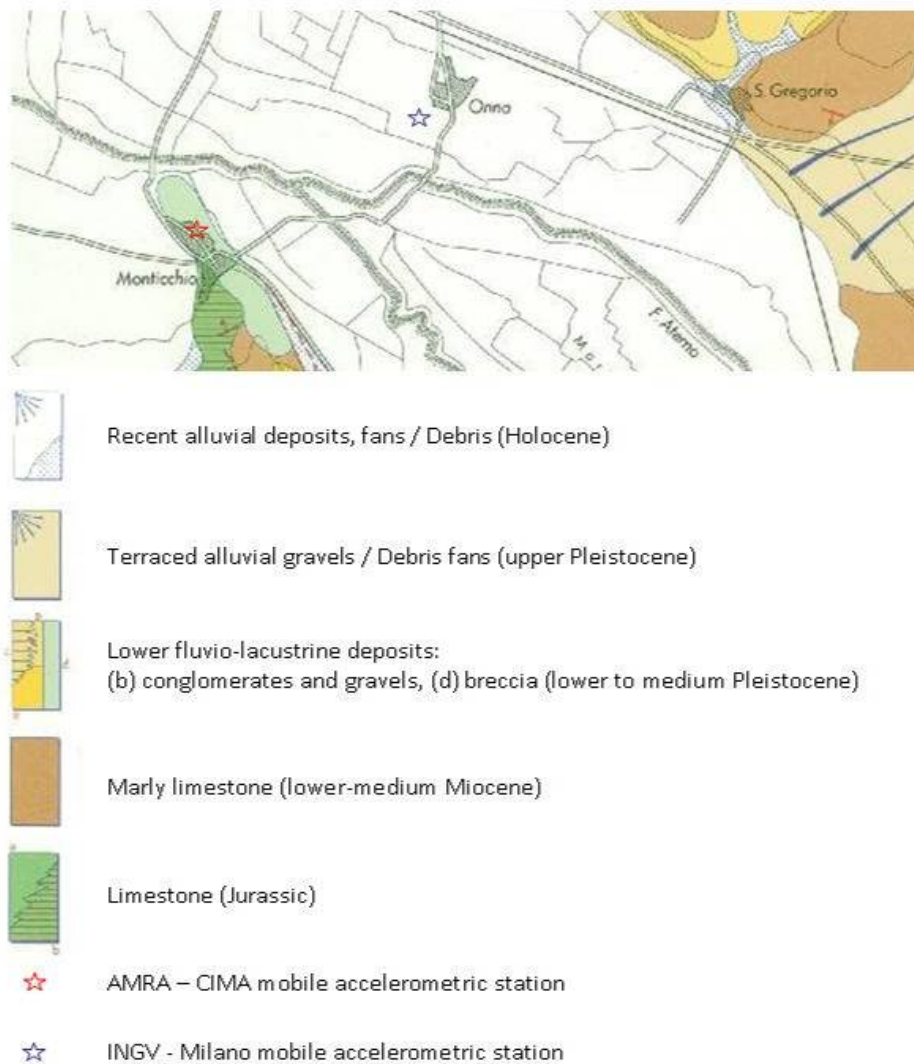 Onna
S. Gregorio
Monticchio
F. Aterno
Recent alluvial deposits, fans / Debris (Holocene)
Terraced alluvial gravels / Debris fans (upper Pleistocene)
Lower fluvio-lacustrine deposits:
(b) conglomerates and gravels, (d) breccia (lower to medium Pleistocene)
Marly limestone (lower-medium Miocene)
Limestone (Jurassic)
AMRA – CIMA mobile accelerometric station
INGV - Milano mobile accelerometric station